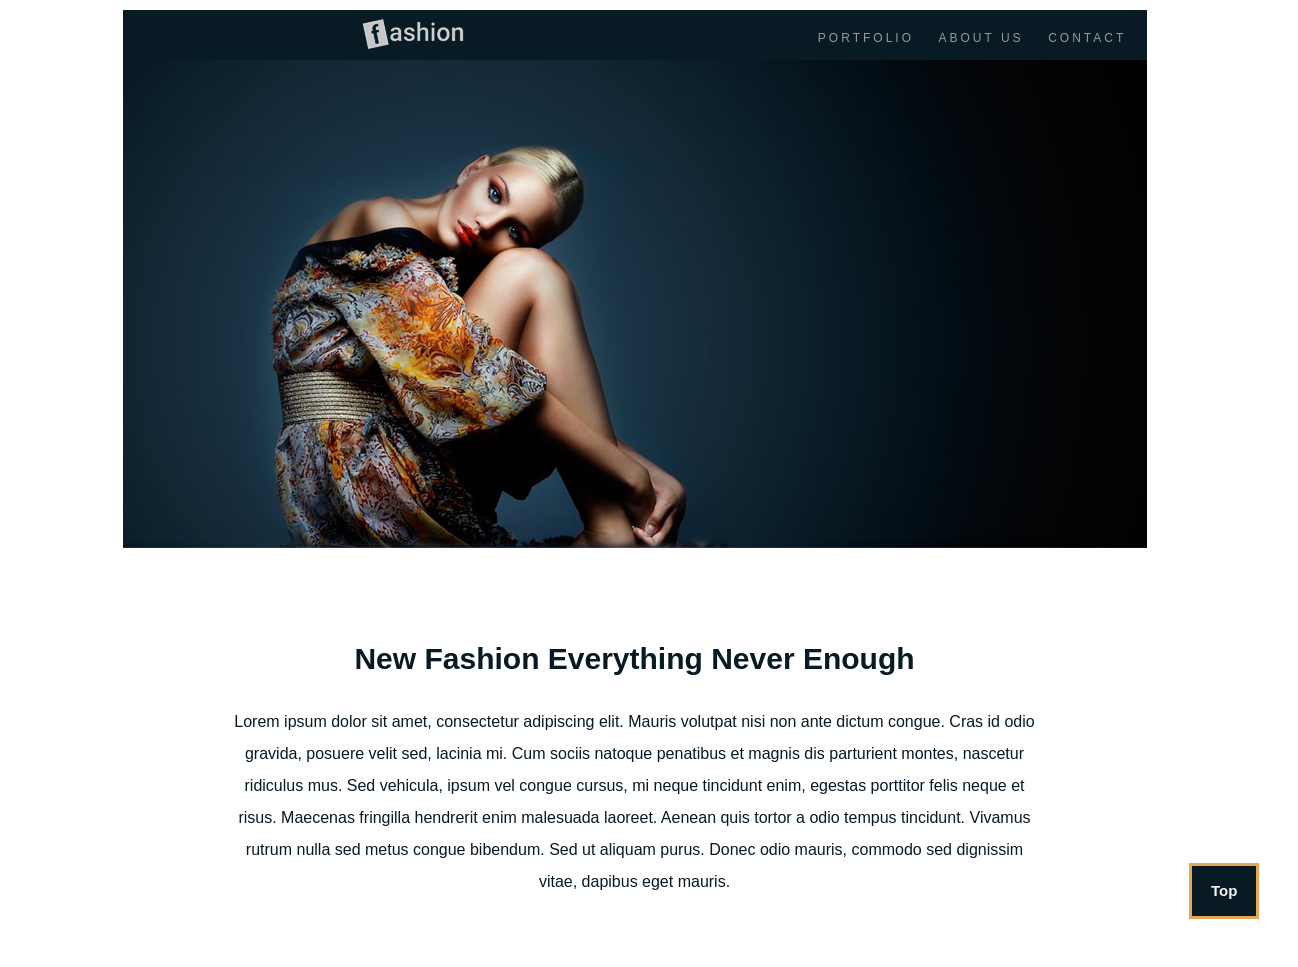 fashion
PORTFOLIO ABOUT US CONTACT
New Fashion Everything Never Enough
Lorem ipsum dolor sit amet, consectetur adipiscing elit. Mauris volutpat nisi non ante dictum congue. Cras id odio
gravida, posuere velit sed, lacinia mi. Cum sociis natoque penatibus et magnis dis parturient montes, nascetur
ridiculus mus. Sed vehicula, ipsum vel congue cursus, mi neque tincidunt enim, egestas porttitor felis neque et
risus. Maecenas fringilla hendrerit enim malesuada laoreet. Aenean quis tortor a odio tempus tincidunt. Vivamus
rutrum nulla sed metus congue bibendum. Sed ut aliquam purus. Donec odio mauris, commodo sed dignissim
vitae, dapibus eget mauris.
Top